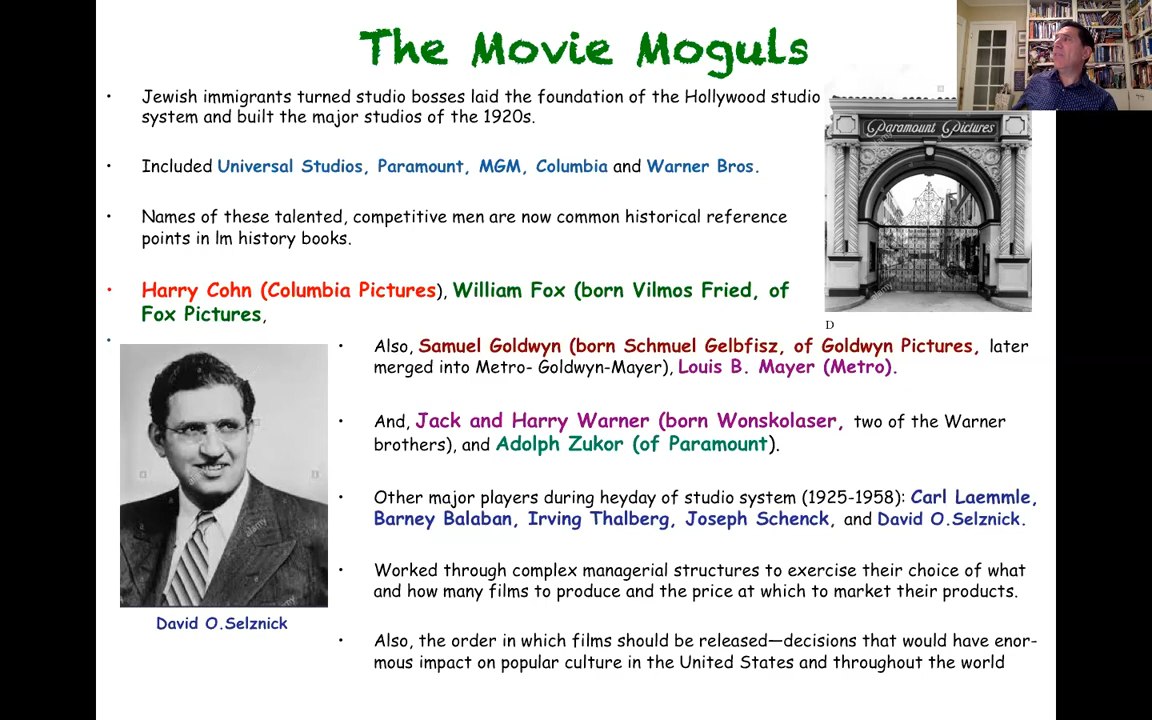 The Movie Moguls
• Jewish immigrants turned studio bosses laid the foundation of the Hollywood studio
system and built the major studios of the 1920s.
• Included Universal Studios, Paramount, MGM, Columbia and Warner Bros.
• Names of these talented, competitive men are now common historical reference
points in lm history books.
• Harry Cohn (Columbia Pictures), William Fox (born Vilmos Fried, of
Fox Pictures,
Paramount Pictures
D
• Also, Samuel Goldwyn (born Schmuel Gelbfisz, of Goldwyn Pictures, later
merged into Metro- Goldwyn-Mayer), Louis B. Mayer (Metro).
• And, Jack and Harry Warner (born Wonskolaser, two of the Warner
brothers), and Adolph Zukor (of Paramount).
• Other major players during heyday of studio system (1925-1958): Carl Laemmle,
Barney Balaban, Irving Thalberg, Joseph Schenck, and David O.Selznick.
• Worked through complex managerial structures to exercise their choice of what
and how many films to produce and the price at which to market their products.
David O.Selznick
• Also, the order in which films should be released—decisions that would have enor-
mous impact on popular culture in the United States and throughout the world